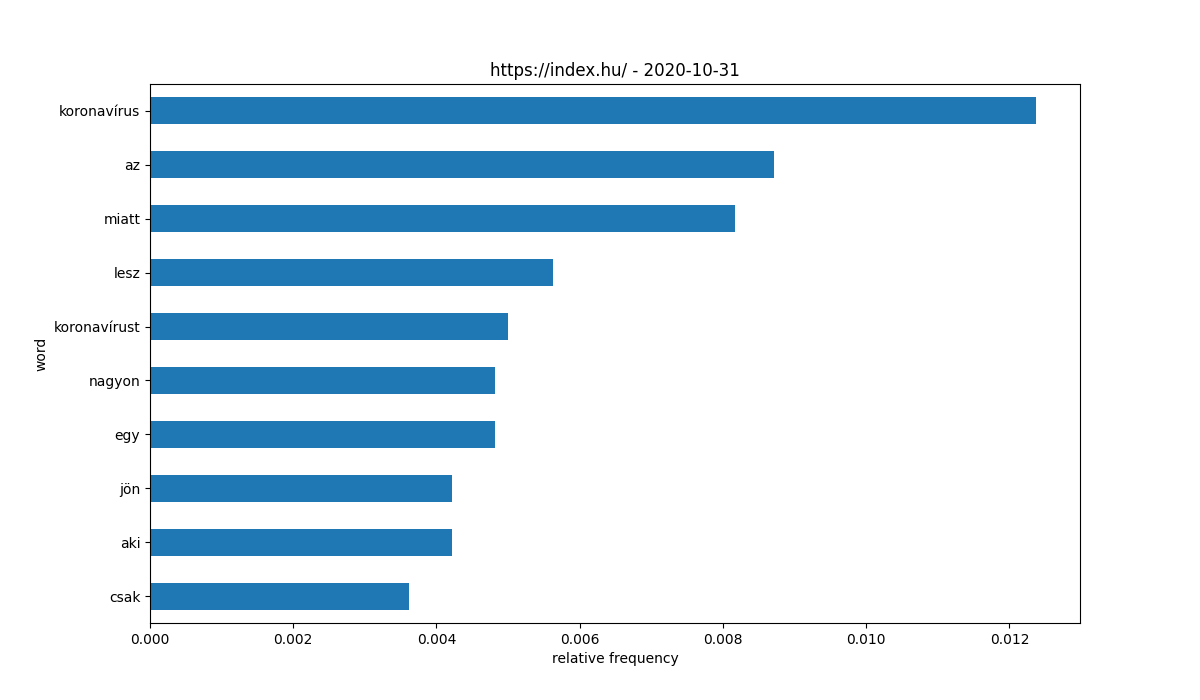 https://index.hu/ - 2020-10-31
koronavírus
az
miatt
lesz
koronavírust
nagyon
egy
jön
aki
csak
word
0.000 0.002 0.004 0.006 0.008 0.010 0.012
relative frequency